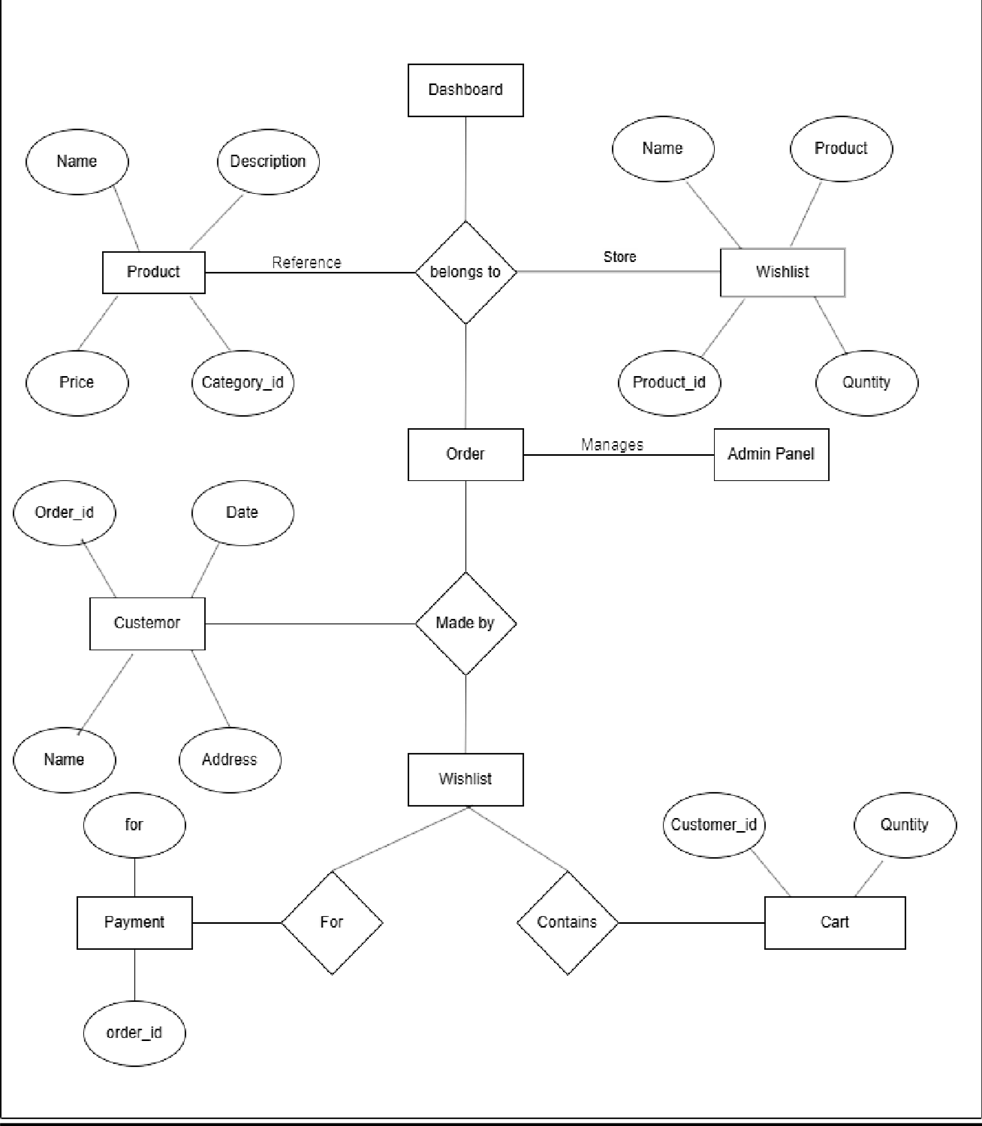 Dashboard
Name
Description
Name
Product
Product
Reference
belongs to
Store
Wishlist
Price
Category_id
Product_id
Quntity
Order
Manages
Admin Panel
Order_id
Date
Custemor
Made by
Name
Address
Wishlist
for
Customer_id
Quntity
Payment
For
Contains
Cart
order_id